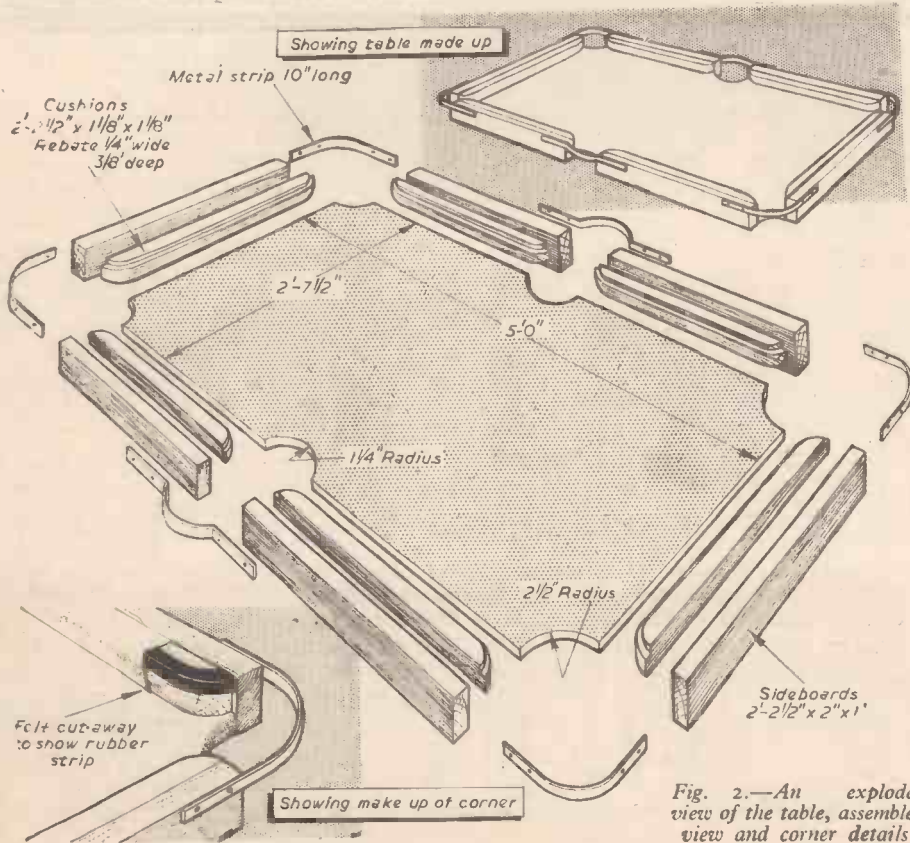 Showing table made up
Metal strip 10" long
Cushions
2'-2 1/2" x 1 1/8" x 1 1/8"
Rebate 1/4" wide
3/8' deep
2'-7 1/2"
5'-0"
1 1/4" Radius
2 1/2" Radius
Sideboards
2'-2 1/2" x 2" x 1'
Felt cut-away
to show rubber
strip
Showing make up of corner
Fig. 2.—An explode
view of the table, assemble
view and corner details